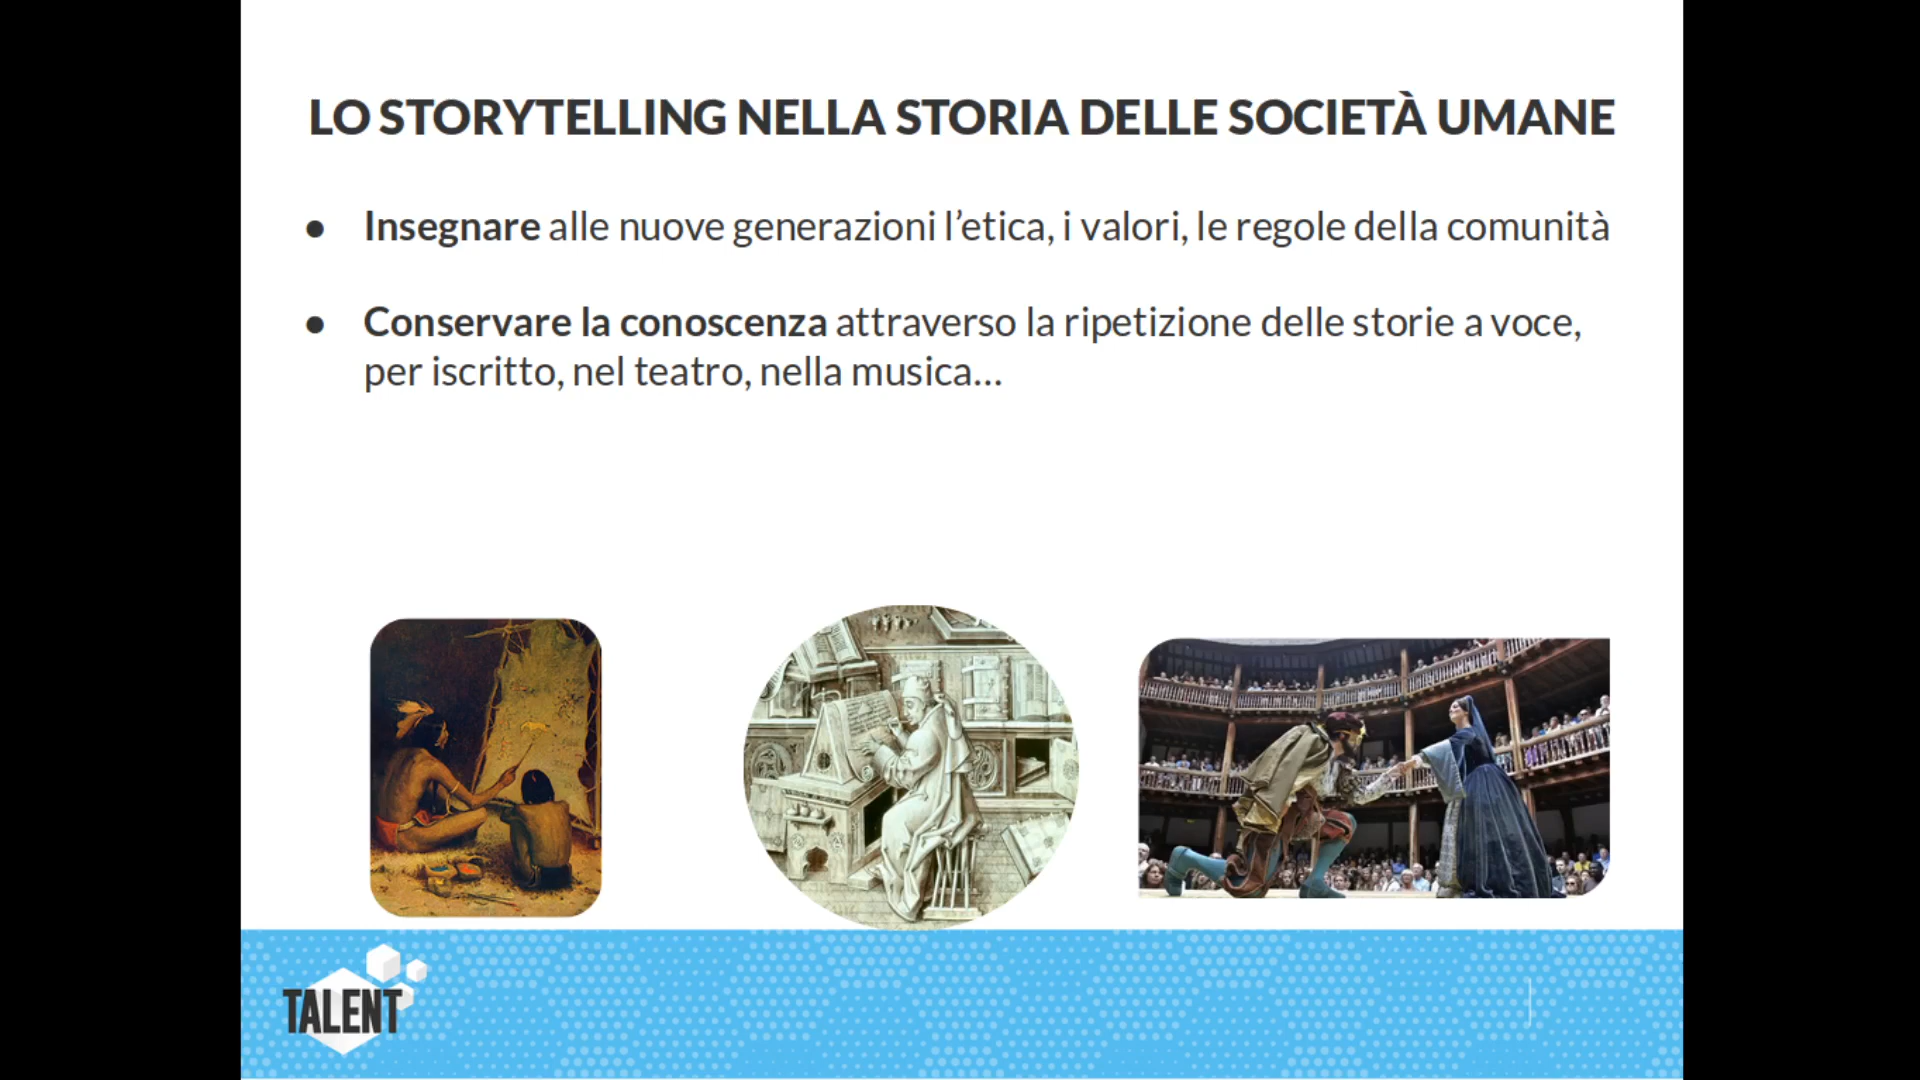 LO STORYTELLING NELLA STORIA DELLE SOCIETÀ UMANE
● Insegnare alle nuove generazioni l’etica, i valori, le regole della comunità
● Conservare la conoscenza attraverso la ripetizione delle storie a voce,
per iscritto, nel teatro, nella musica...
TALENT